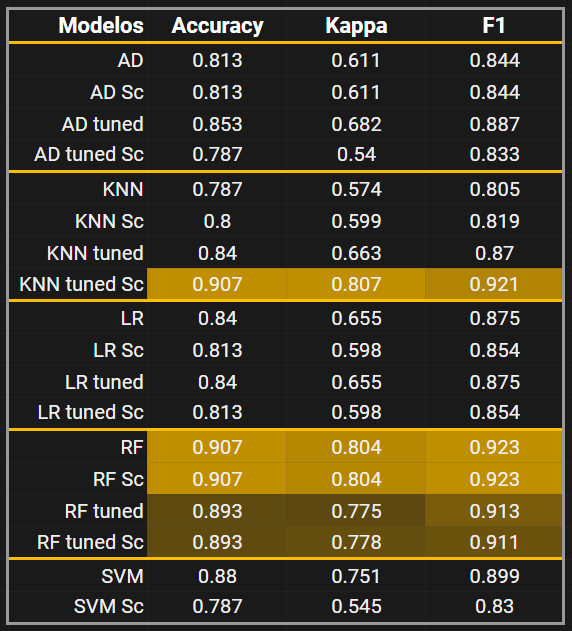 Modelos Accuracy Kappa F1
AD 0.813 0.611 0.844
AD Sc 0.813 0.611 0.844
AD tuned 0.853 0.682 0.887
AD tuned Sc 0.787 0.54 0.833
KNN 0.787 0.574 0.805
KNN Sc 0.8 0.599 0.819
KNN tuned 0.84 0.663 0.87
KNN tuned Sc 0.907 0.807 0.921
LR 0.84 0.655 0.875
LR Sc 0.813 0.598 0.854
LR tuned 0.84 0.655 0.875
LR tuned Sc 0.813 0.598 0.854
RF 0.907 0.804 0.923
RF Sc 0.907 0.804 0.923
RF tuned 0.893 0.775 0.913
RF tuned Sc 0.893 0.778 0.911
SVM 0.88 0.751 0.899
SVM Sc 0.787 0.545 0.83